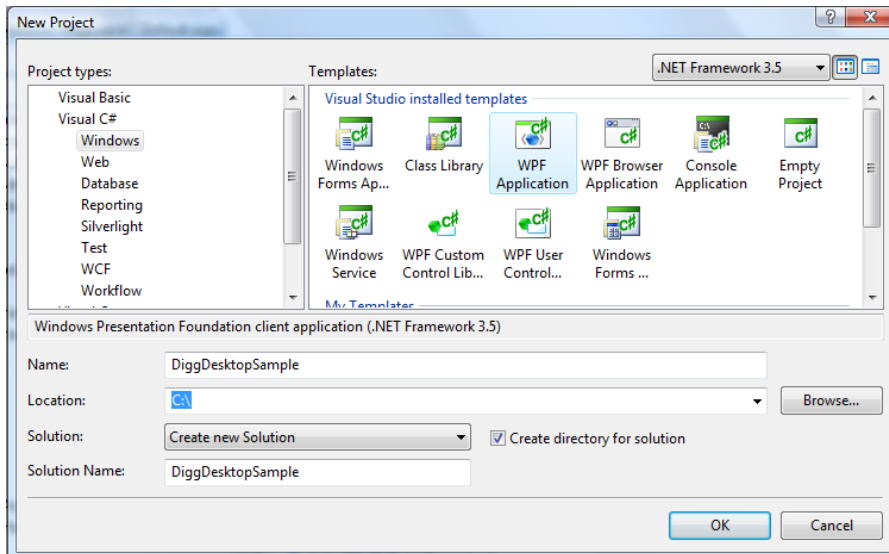 New Project
Project types:
Templates:
.NET Framework 3.5
Visual Basic
Visual C#
Windows
Web
Database
Reporting
Silverlight
Test
WCF
Workflow
Visual Studio installed templates
Windows Forms Ap...
Class Library
WPF Application
WPF Browser Application
Console Application
Empty Project
Windows Service
WPF Custom Control Lib...
WPF User Control...
Windows Forms ...
My Templates
Windows Presentation Foundation client application (.NET Framework 3.5)
Name:
DiggDesktopSample
Location:
C:\
Browse...
Solution:
Create new Solution
Create directory for solution
Solution Name:
DiggDesktopSample
OK
Cancel